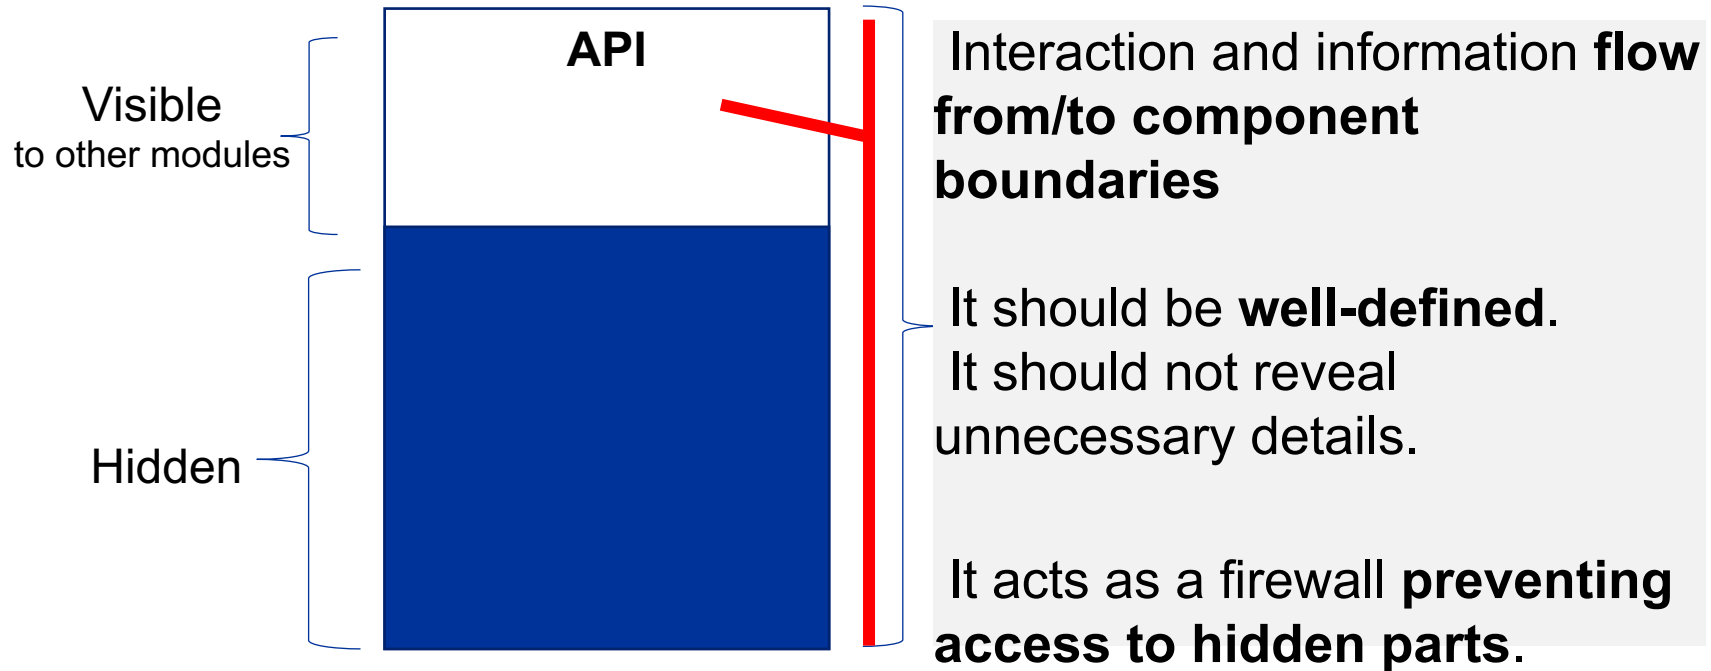 API
Visible
to other modules
Hidden
Interaction and information flow
from/to component
boundaries
It should be well-defined.
It should not reveal
unnecessary details.
It acts as a firewall preventing
access to hidden parts.